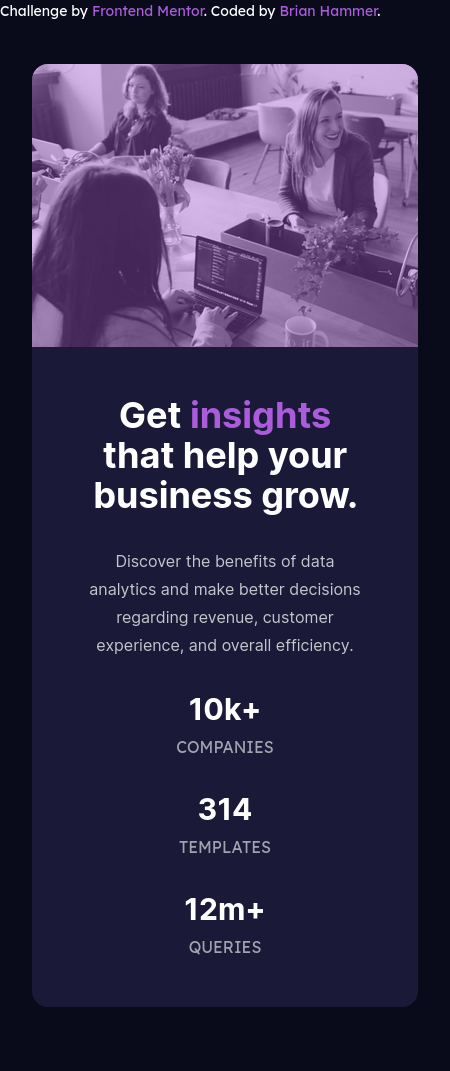 Challenge by Frontend Mentor. Coded by Brian Hammer.
Get insights
that help your
business grow.
Discover the benefits of data
analytics and make better decisions
regarding revenue, customer
experience, and overall efficiency.
10k+
COMPANIES
314
TEMPLATES
12m+
QUERIES